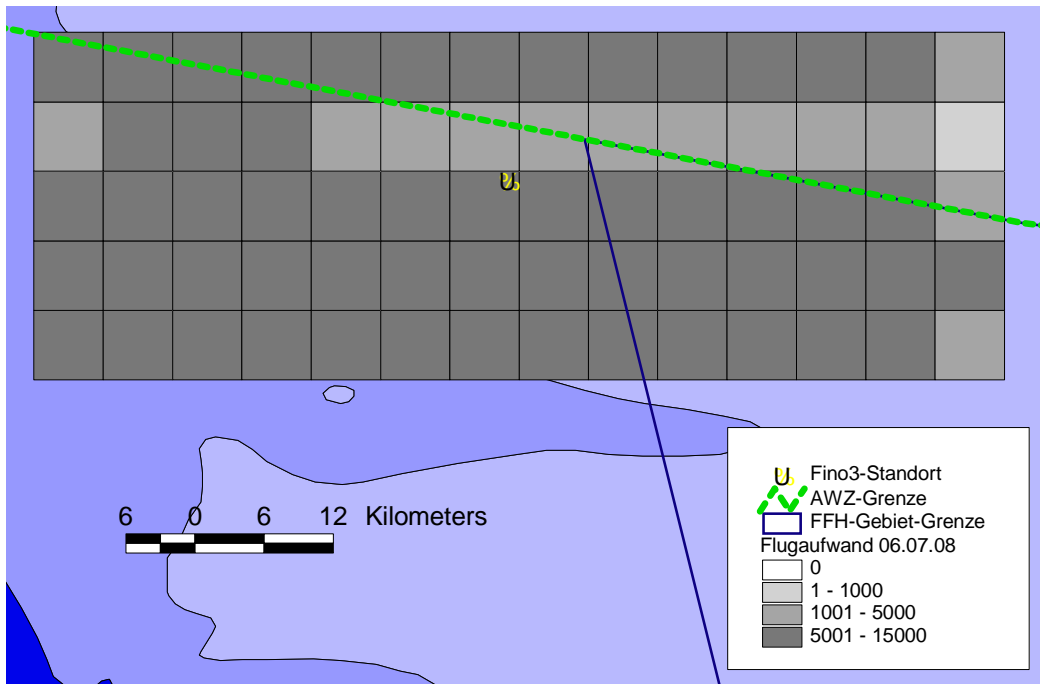 U
6 0 6 12 Kilometers
U Fino3-Standort
AWZ-Grenze
FFH-Gebiet-Grenze
Flugaufwand 06.07.08
0
1 - 1000
1001 - 5000
5001 - 15000